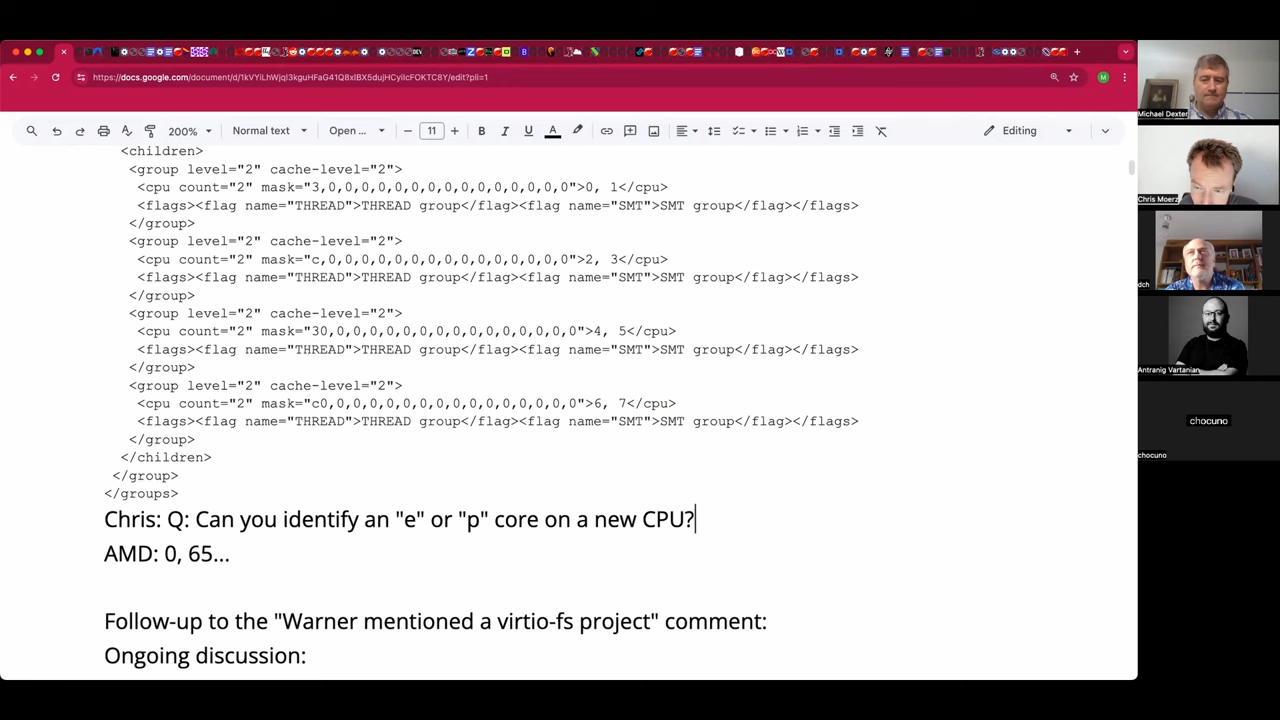 https://docs.google.com/document/d/1kVYiLhWjqI3kguHFaG41Q8xlBX5dujHCyilcFOKTC8Y/edit?pli=1
200% Normal text Open ... 11 Editing
<children>
<group level="2" cache-level="2">
<cpu count="2" mask="3,0,0,0,0,0,0,0,0,0,0,0,0,0,0,0">0, 1</cpu>
<flags><flag name="THREAD">THREAD group</flag><flag name="SMT">SMT group</flag></flags>
</group>
<group level="2" cache-level="2">
<cpu count="2" mask="c,0,0,0,0,0,0,0,0,0,0,0,0,0,0,0">2, 3</cpu>
<flags><flag name="THREAD">THREAD group</flag><flag name="SMT">SMT group</flag></flags>
</group>
<group level="2" cache-level="2">
<cpu count="2" mask="30,0,0,0,0,0,0,0,0,0,0,0,0,0,0,0">4, 5</cpu>
<flags><flag name="THREAD">THREAD group</flag><flag name="SMT">SMT group</flag></flags>
</group>
<group level="2" cache-level="2">
<cpu count="2" mask="c0,0,0,0,0,0,0,0,0,0,0,0,0,0,0,0">6, 7</cpu>
<flags><flag name="THREAD">THREAD group</flag><flag name="SMT">SMT group</flag></flags>
</group>
</children>
</group>
</groups>
Chris: Q: Can you identify an "e" or "p" core on a new CPU?
AMD: 0, 65...
Follow-up to the "Warner mentioned a virtio-fs project" comment:
Ongoing discussion:
Michael Dexter
Chris Moerz
dch
Antranig Vartanian
chocuno
chocuno